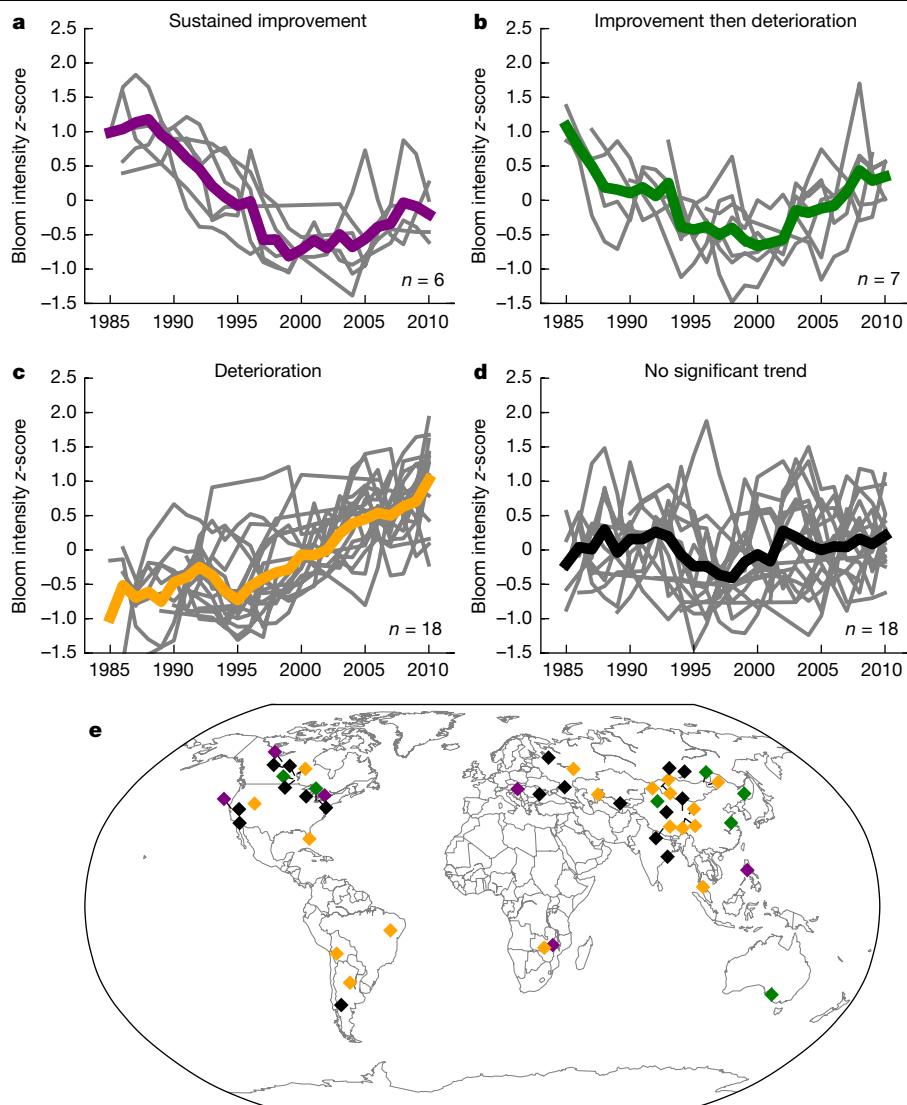 a Sustained improvement
b Improvement then deterioration
Bloom intensity z-score
2.5
2.0
1.5
1.0
0.5
0
−0.5
−1.0
−1.5
1985 1990 1995 2000 2005 2010
n = 6
Bloom intensity z-score
2.5
2.0
1.5
1.0
0.5
0
−0.5
−1.0
−1.5
1985 1990 1995 2000 2005 2010
n = 7
c Deterioration
d No significant trend
Bloom intensity z-score
2.5
2.0
1.5
1.0
0.5
0
−0.5
−1.0
−1.5
1985 1990 1995 2000 2005 2010
n = 18
Bloom intensity z-score
2.5
2.0
1.5
1.0
0.5
0
−0.5
−1.0
−1.5
1985 1990 1995 2000 2005 2010
n = 18
e